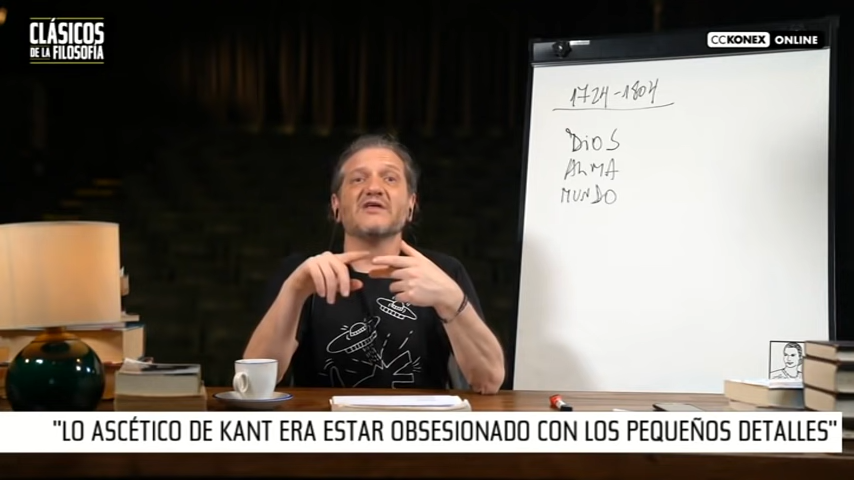 CLÁSICOS
DE LA FILOSOFÍA
CCKONEX ONLINE
1724-1804
DIOS
ALMA
MUNDO
"LO ASCÉTICO DE KANT ERA ESTAR OBSESIONADO CON LOS PEQUEÑOS DETALLES"